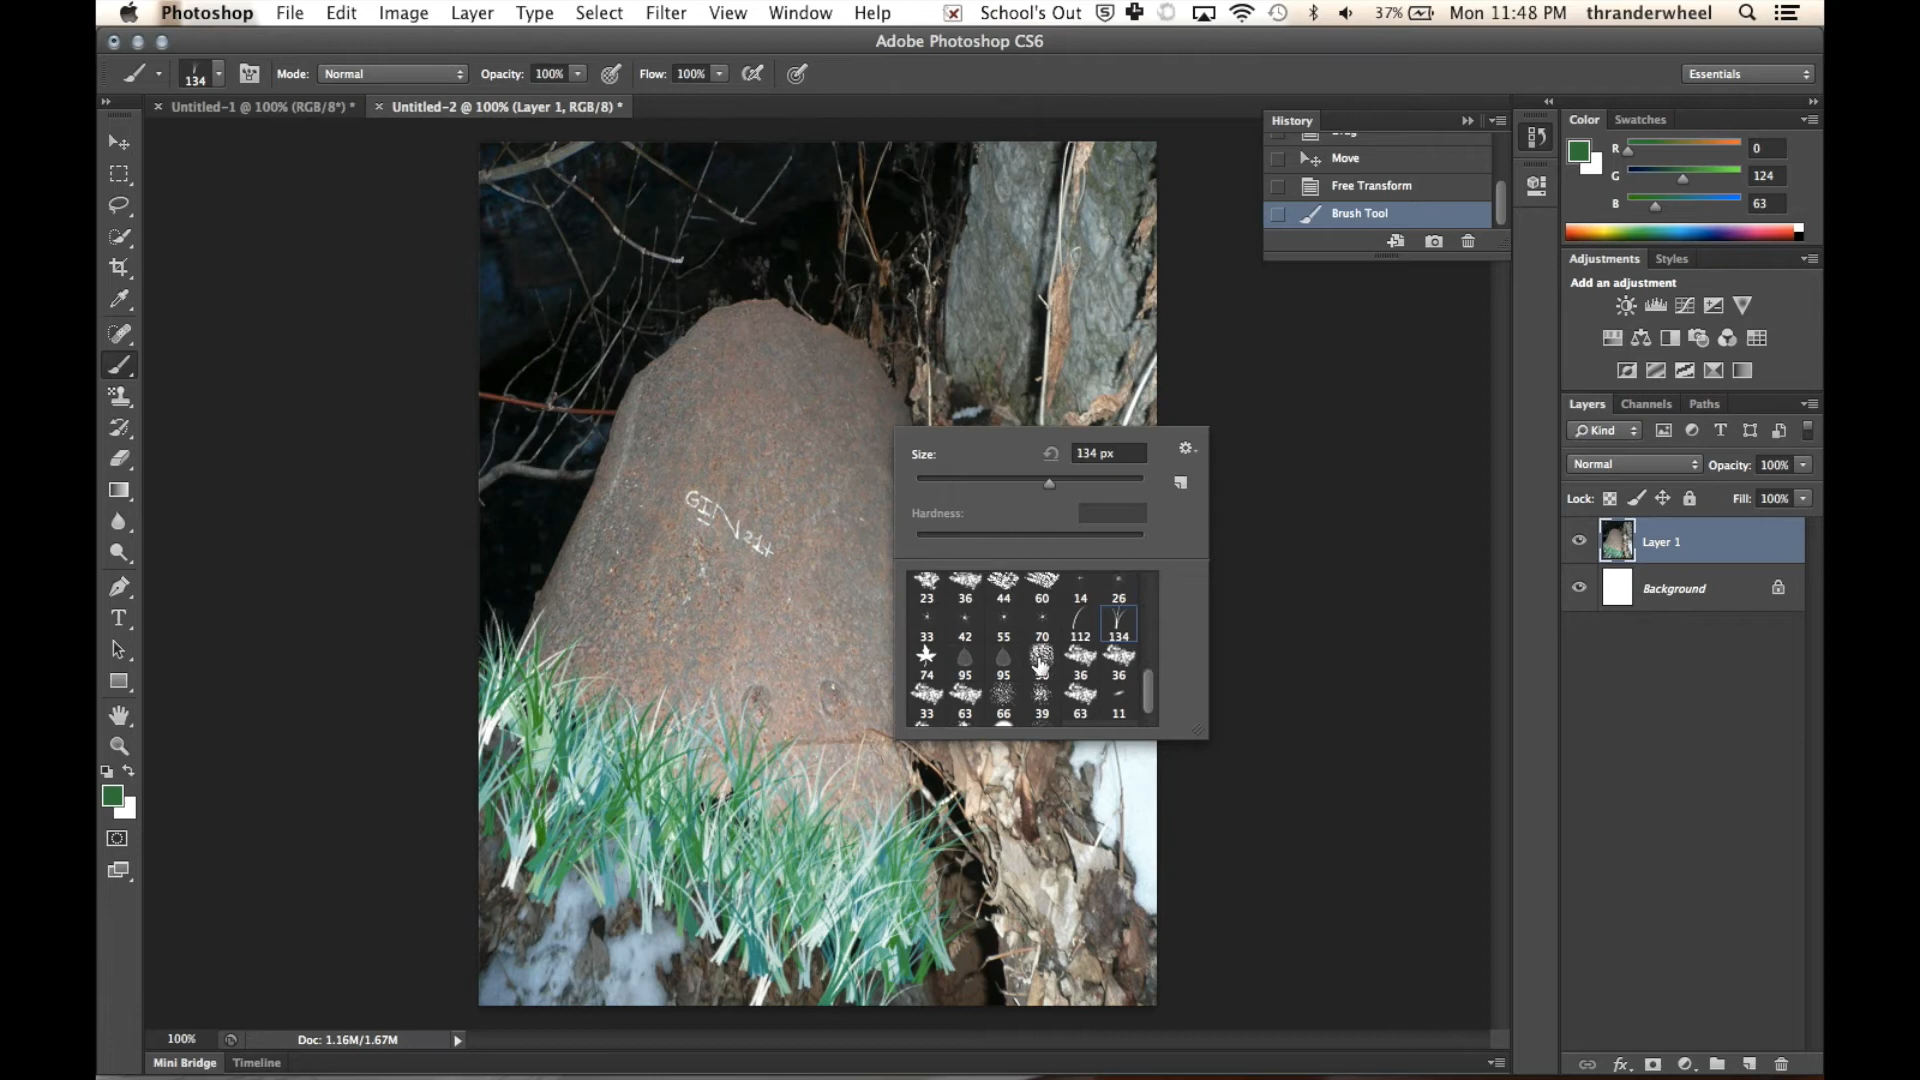 Photoshop File Edit Image Layer Type Select Filter View Window Help School's Out 37% Mon 11:48 PM thranderwheel
Adobe Photoshop CS6
134 Mode: Normal Opacity: 100% Flow: 100% Essentials
Untitled-1 @ 100% (RGB/8*) * Untitled-2 @ 100% (Layer 1, RGB/8) *
History
Move
Free Transform
Brush Tool
Color Swatches
R 0
G 124
B 63
Adjustments Styles
Add an adjustment
Layers Channels Paths
Kind
Normal Opacity: 100%
Lock: Fill: 100%
Layer 1
Background
Size: 134 px
Hardness:
23 36 44 60 14 26
33 42 55 70 112 134
74 95 95 36 36
33 63 66 39 63 11
GIN
21+
100% Doc: 1.16M/1.67M
Mini Bridge Timeline